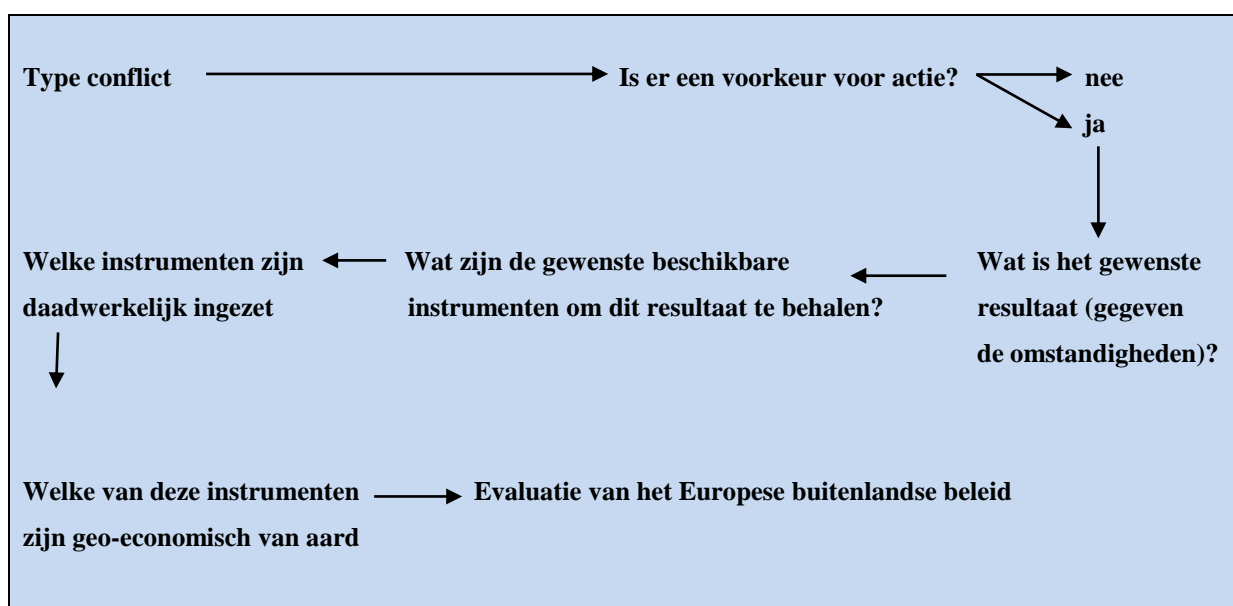 Type conflict
Is er een voorkeur voor actie?
nee
ja
Wat is het gewenste
resultaat (gegeven
de omstandigheden)?
Wat zijn de gewenste beschikbare
instrumenten om dit resultaat te behalen?
Welke instrumenten zijn
daadwerkelijk ingezet
Welke van deze instrumenten
zijn geo-economisch van aard
Evaluatie van het Europese buitenlandse beleid